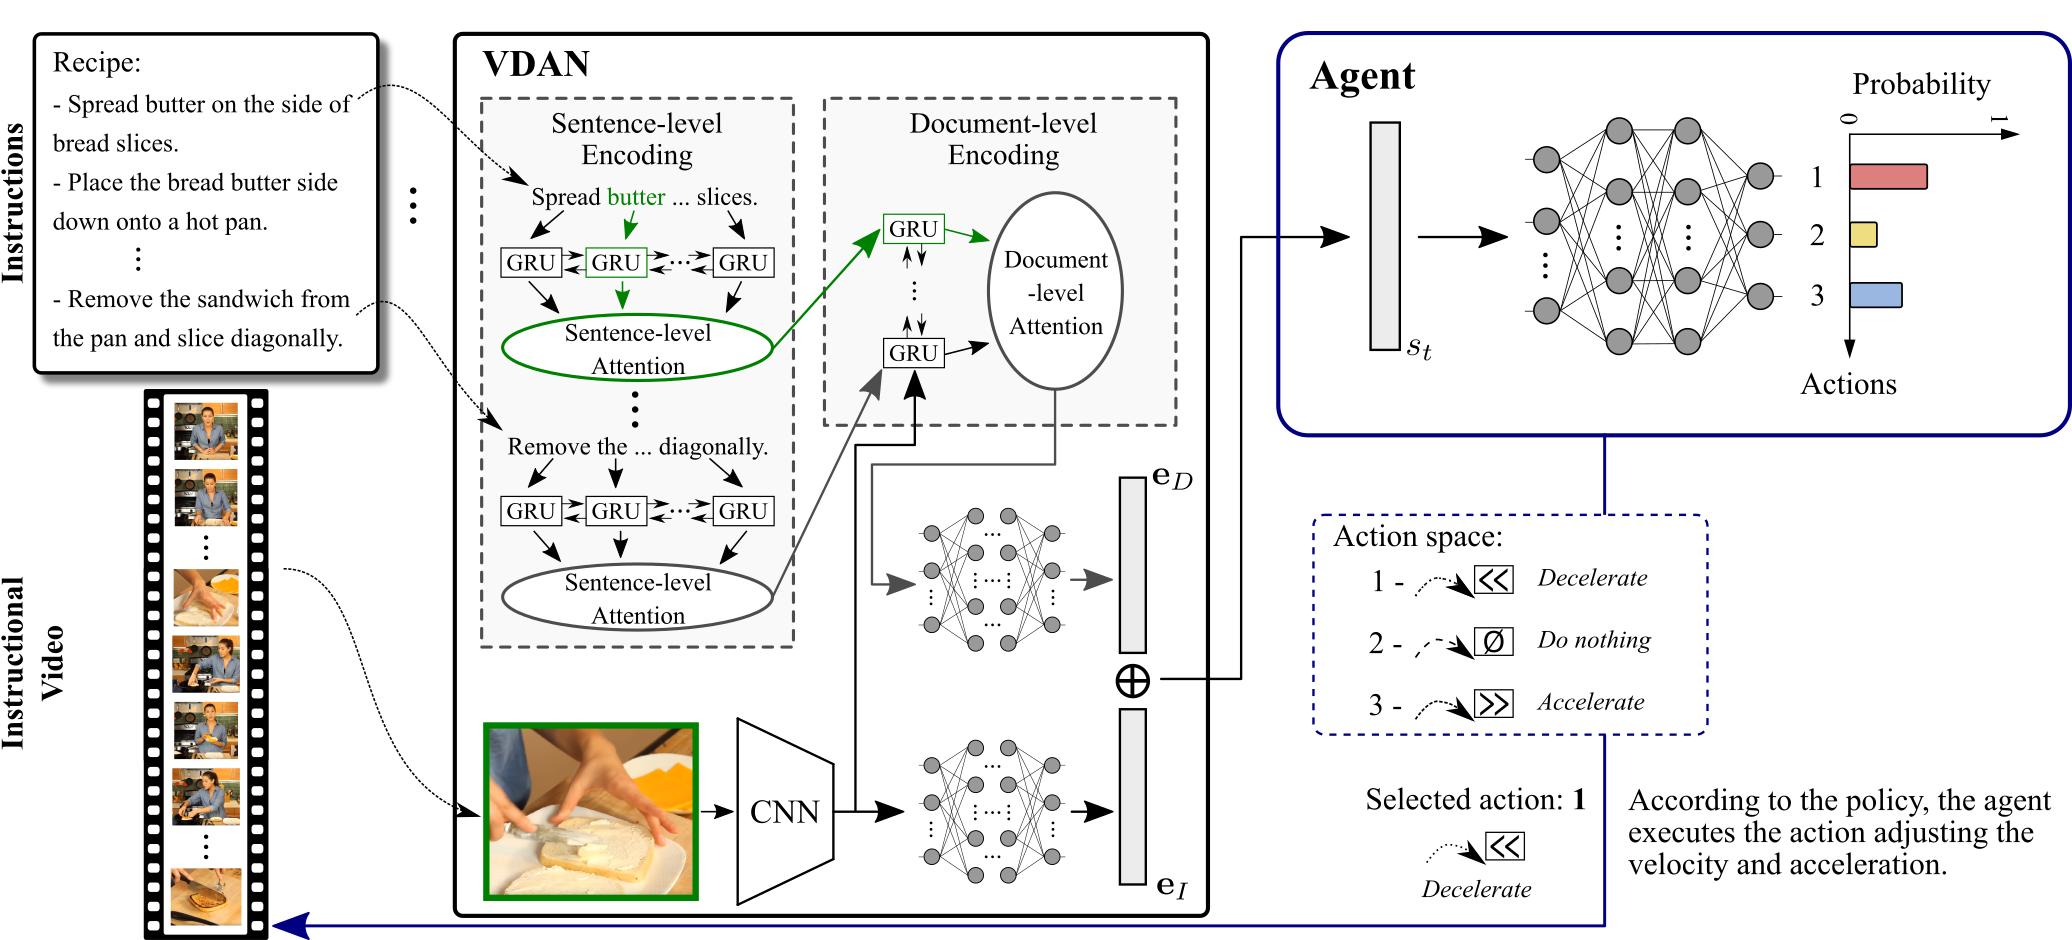 Instructions
Recipe:
- Spread butter on the side of
bread slices.
- Place the bread butter side
down onto a hot pan.
⋮
- Remove the sandwich from
the pan and slice diagonally.
⋮
Instructional
Video
VDAN
Sentence-level
Encoding
Spread butter ... slices.
GRU GRU ... GRU
Sentence-level
Attention
⋮
Remove the ... diagonally.
GRU GRU ... GRU
Sentence-level
Attention
Document-level
Encoding
GRU
⋮
GRU
Document
-level
Attention
e_D
⊕
CNN
e_I
Agent
s_t
Probability
0 1
1
2
3
Actions
Action space:
1 - << Decelerate
2 - Ø Do nothing
3 - >> Accelerate
Selected action: 1
<<
Decelerate
According to the policy, the agent
executes the action adjusting the
velocity and acceleration.